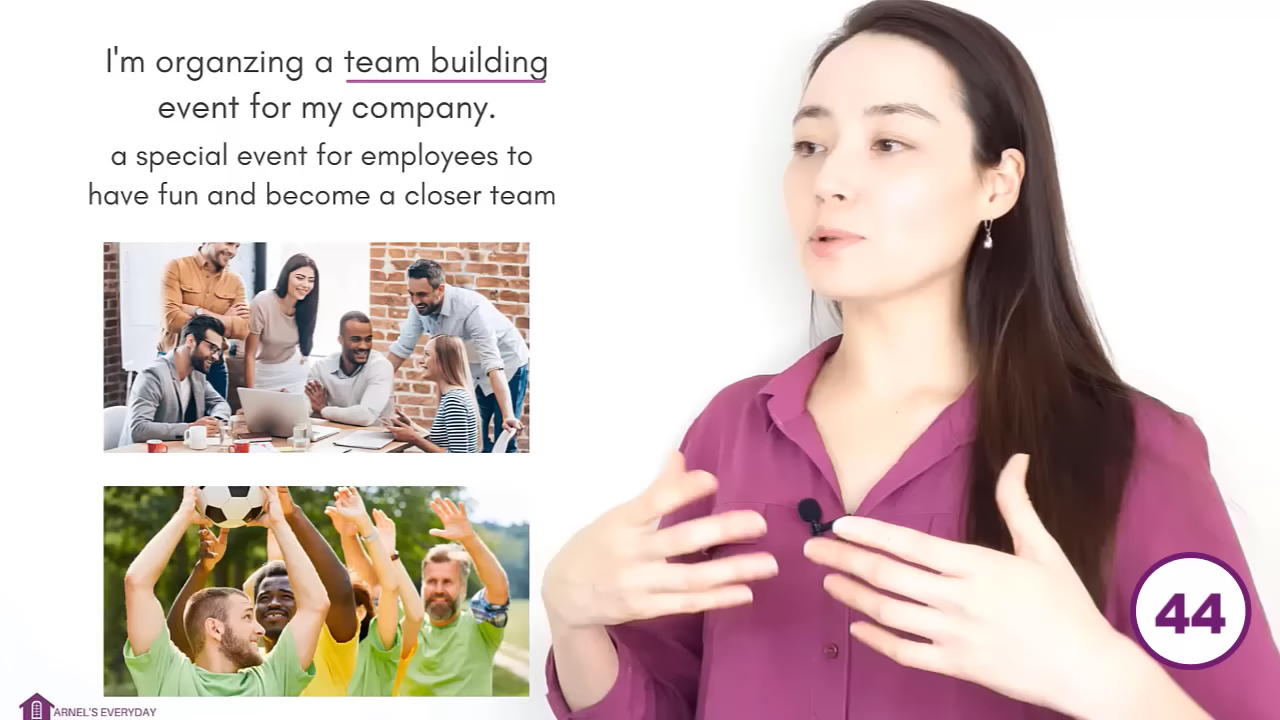 I'm organzing a team building
event for my company.
a special event for employees to
have fun and become a closer team
44
ARNEL'S EVERYDAY